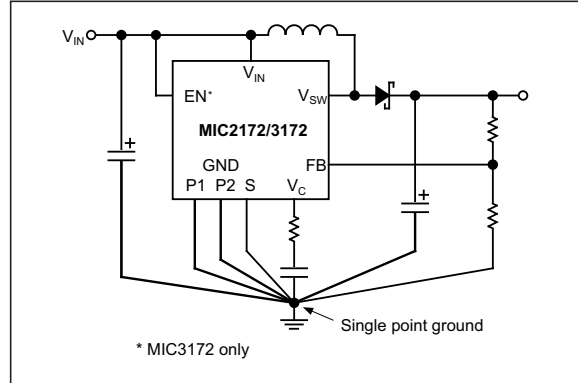 VIN
VIN
EN*
VSW
MIC2172/3172
GND
FB
P1 P2 S VC
+
+
Single point ground
* MIC3172 only